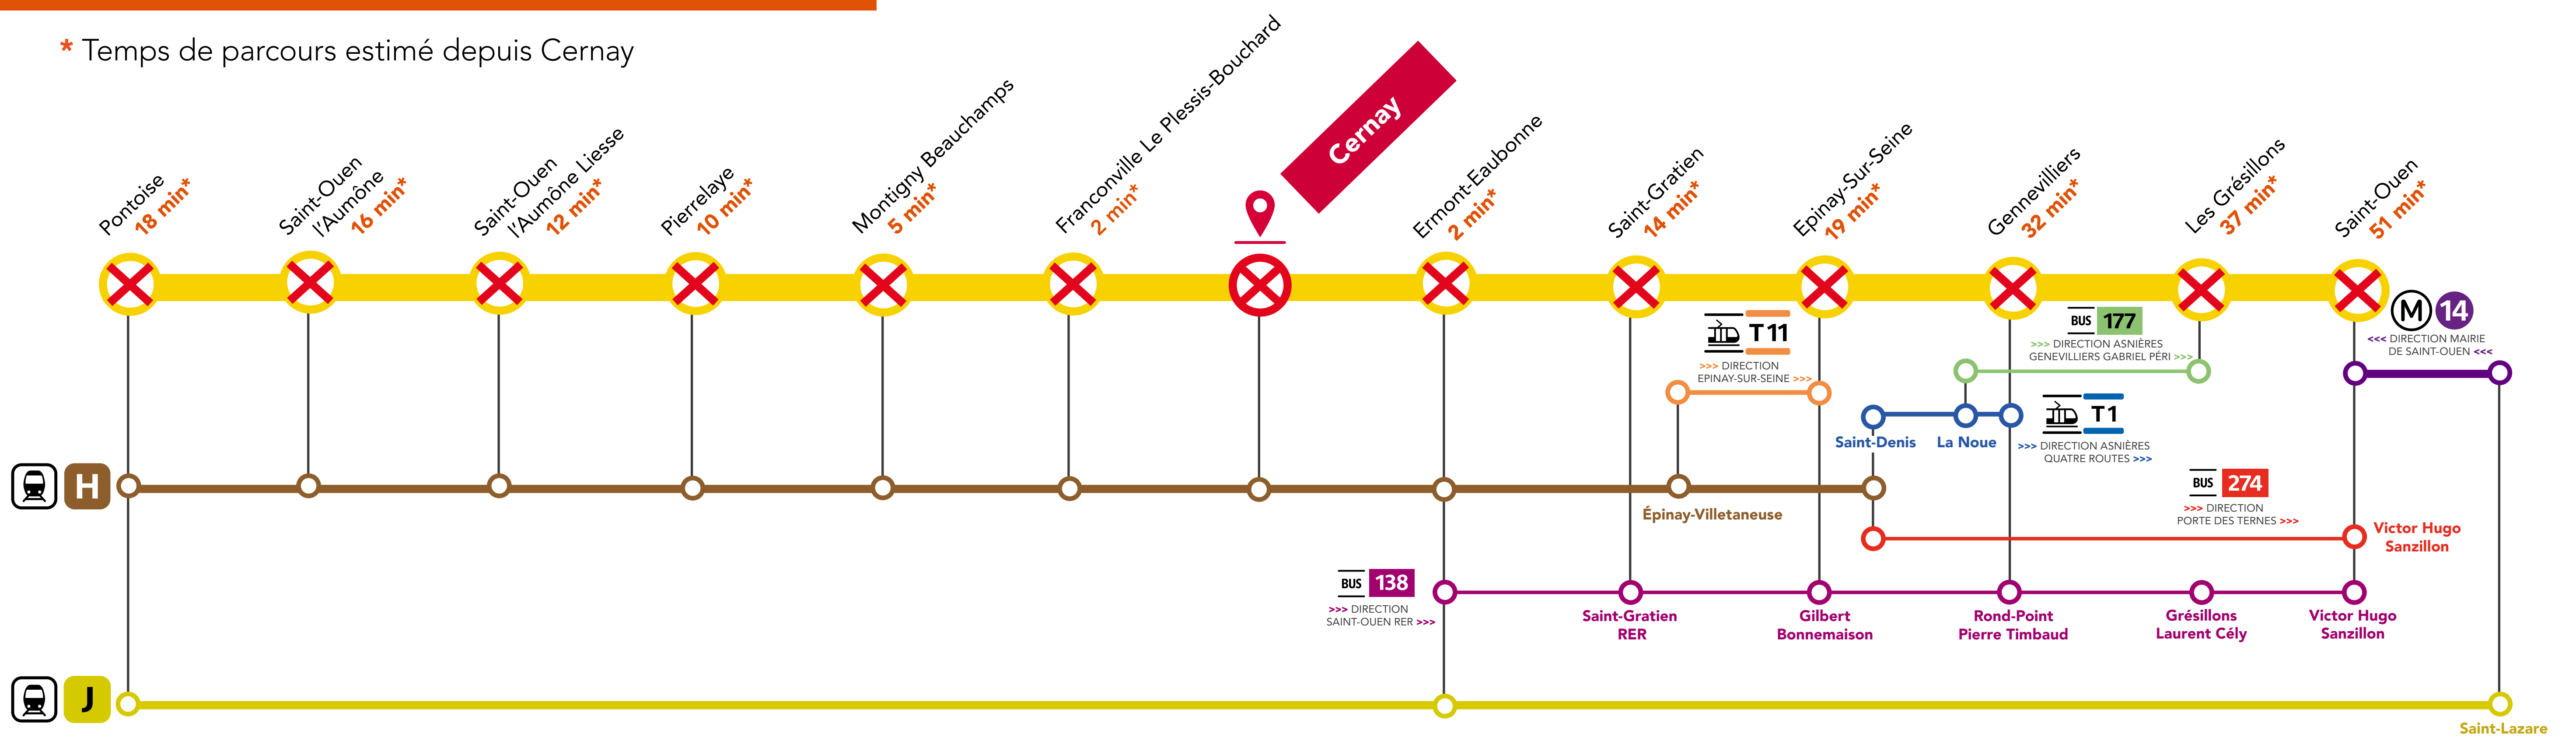 * Temps de parcours estimé depuis Cernay
Pontoise
18 min*
Saint-Ouen
l'Aumône
16 min*
Saint-Ouen
l'Aumône Liesse
12 min*
Pierrelaye
10 min*
Montigny Beauchamps
5 min*
Franconville Le Plessis-Bouchard
2 min*
Cernay
Ermont-Eaubonne
2 min*
Saint-Gratien
14 min*
Epinay-Sur-Seine
19 min*
Gennevilliers
32 min*
Les Grésillons
37 min*
Saint-Ouen
51 min*
M 14
<<< DIRECTION MAIRIE
DE SAINT-OUEN <<<
BUS 177
>>> DIRECTION ASNIÈRES
GENEVILLIERS GABRIEL PÉRI >>>
T 11
>>> DIRECTION
EPINAY-SUR-SEINE >>>
T 1
>>> DIRECTION ASNIÈRES
QUATRE ROUTES >>>
Saint-Denis
La Noue
H
Épinay-Villetaneuse
BUS 274
>>> DIRECTION
PORTE DES TERNES >>>
Victor Hugo
Sanzillon
BUS 138
>>> DIRECTION
SAINT-OUEN RER >>>
Saint-Gratien
RER
Gilbert
Bonnemaison
Rond-Point
Pierre Timbaud
Grésillons
Laurent Cély
Victor Hugo
Sanzillon
J
Saint-Lazare